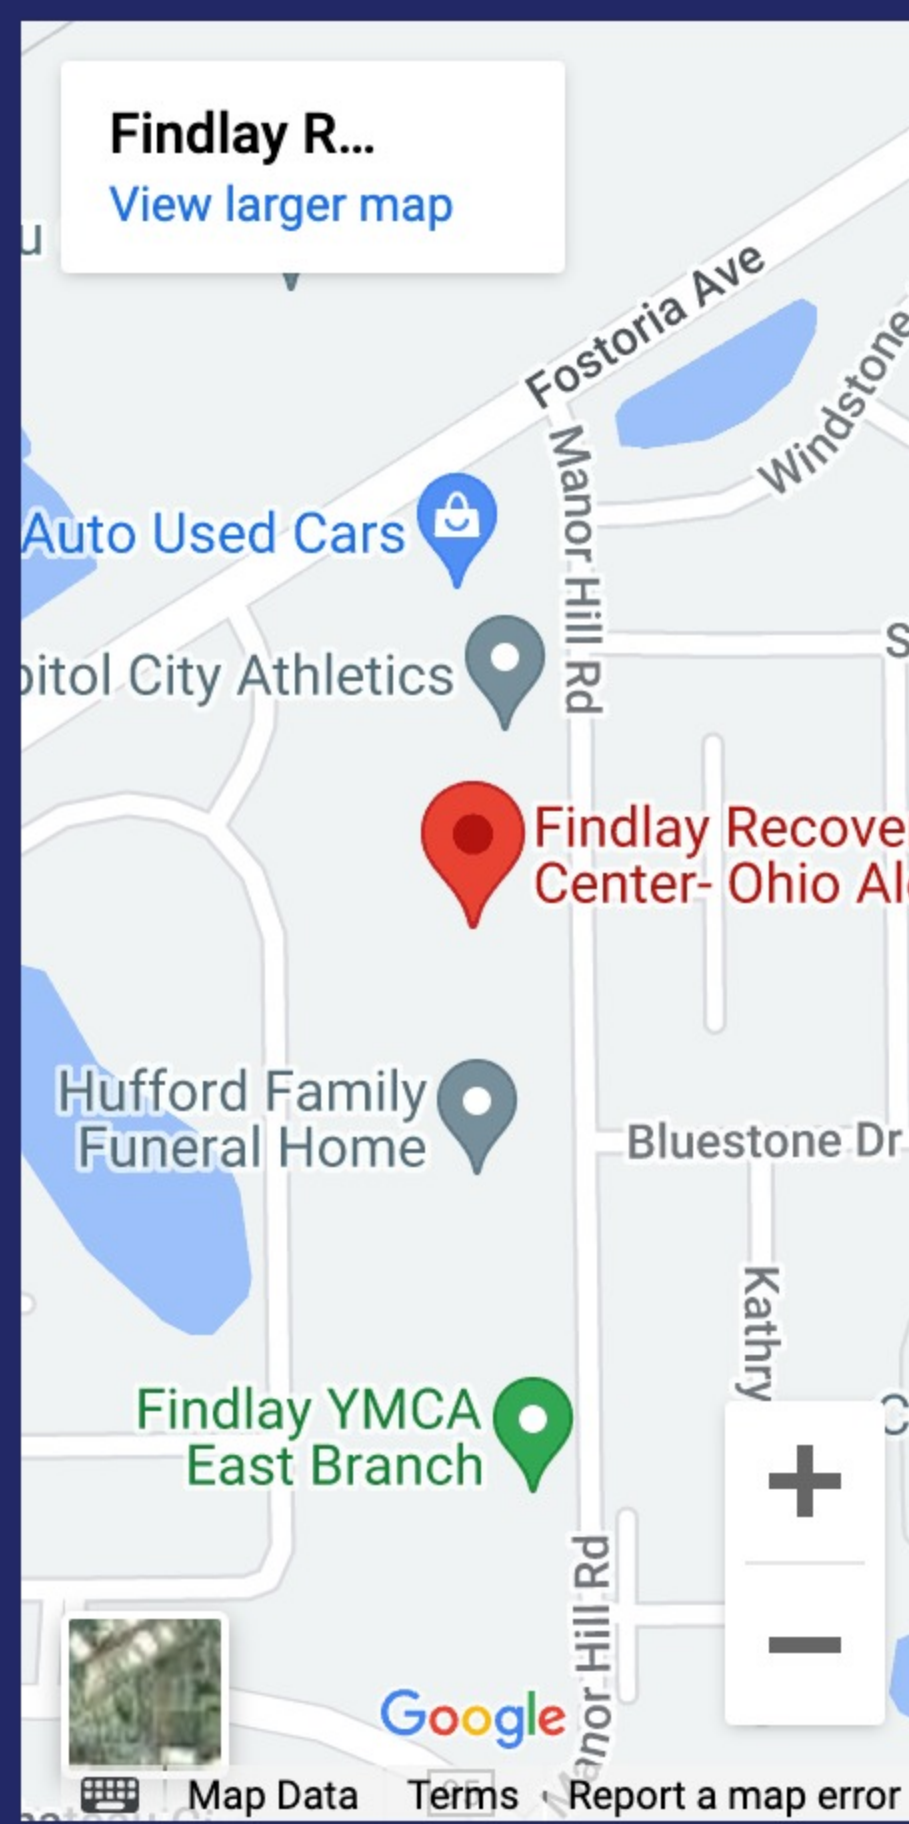 Findlay R...
View larger map
u
Fostoria Ave
Windstone
Manor Hill Rd
Auto Used Cars
S
pitol City Athletics
Findlay Recove
Center- Ohio Al
Hufford Family
Funeral Home
Bluestone Dr
Kathry
C
Findlay YMCA
East Branch
Manor Hill Rd
Google
Map Data
Terms
Report a map error